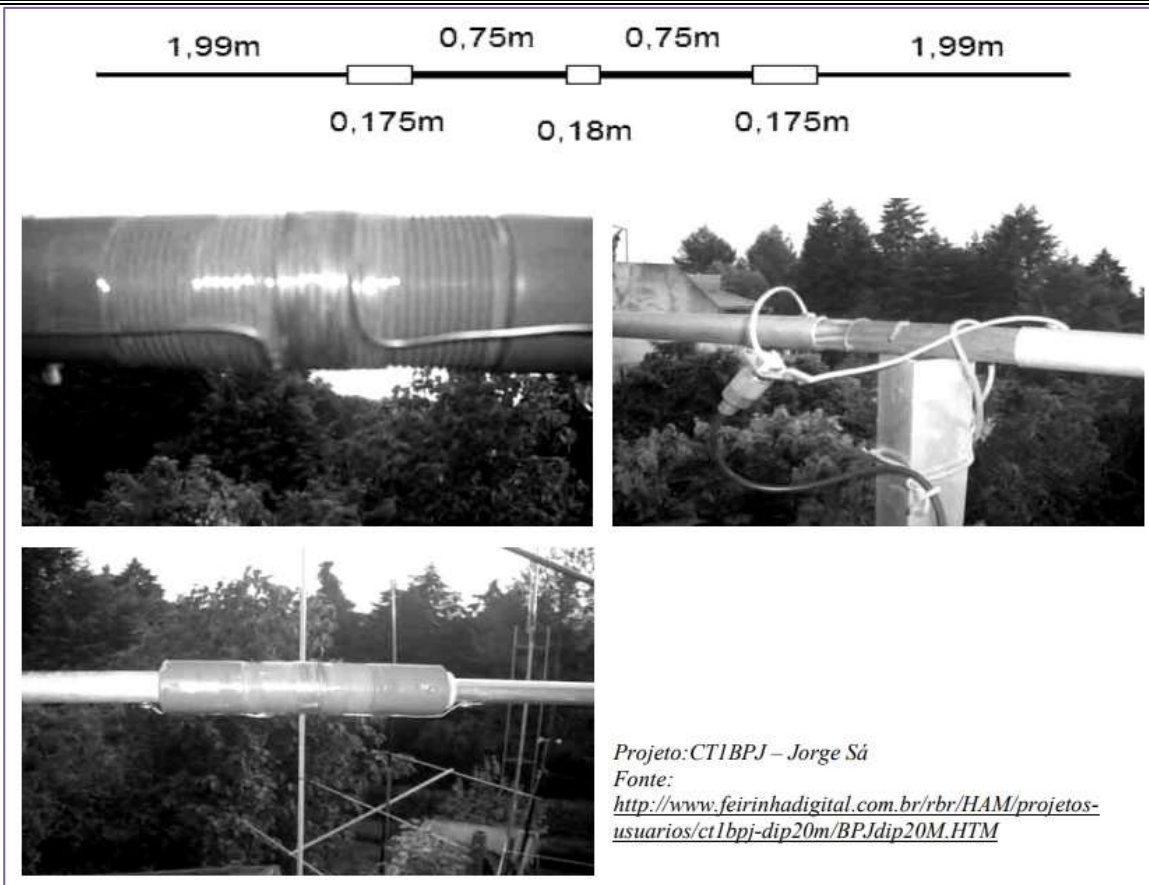 1,99m 0,75m 0,75m 1,99m
0,175m 0,18m 0,175m
Projeto:CT1BPJ – Jorge Sá
Fonte:
http://www.feirinhadigital.com.br/rbr/HAM/projetos-
usuarios/ct1bpj-dip20m/BPJdip20M.HTM